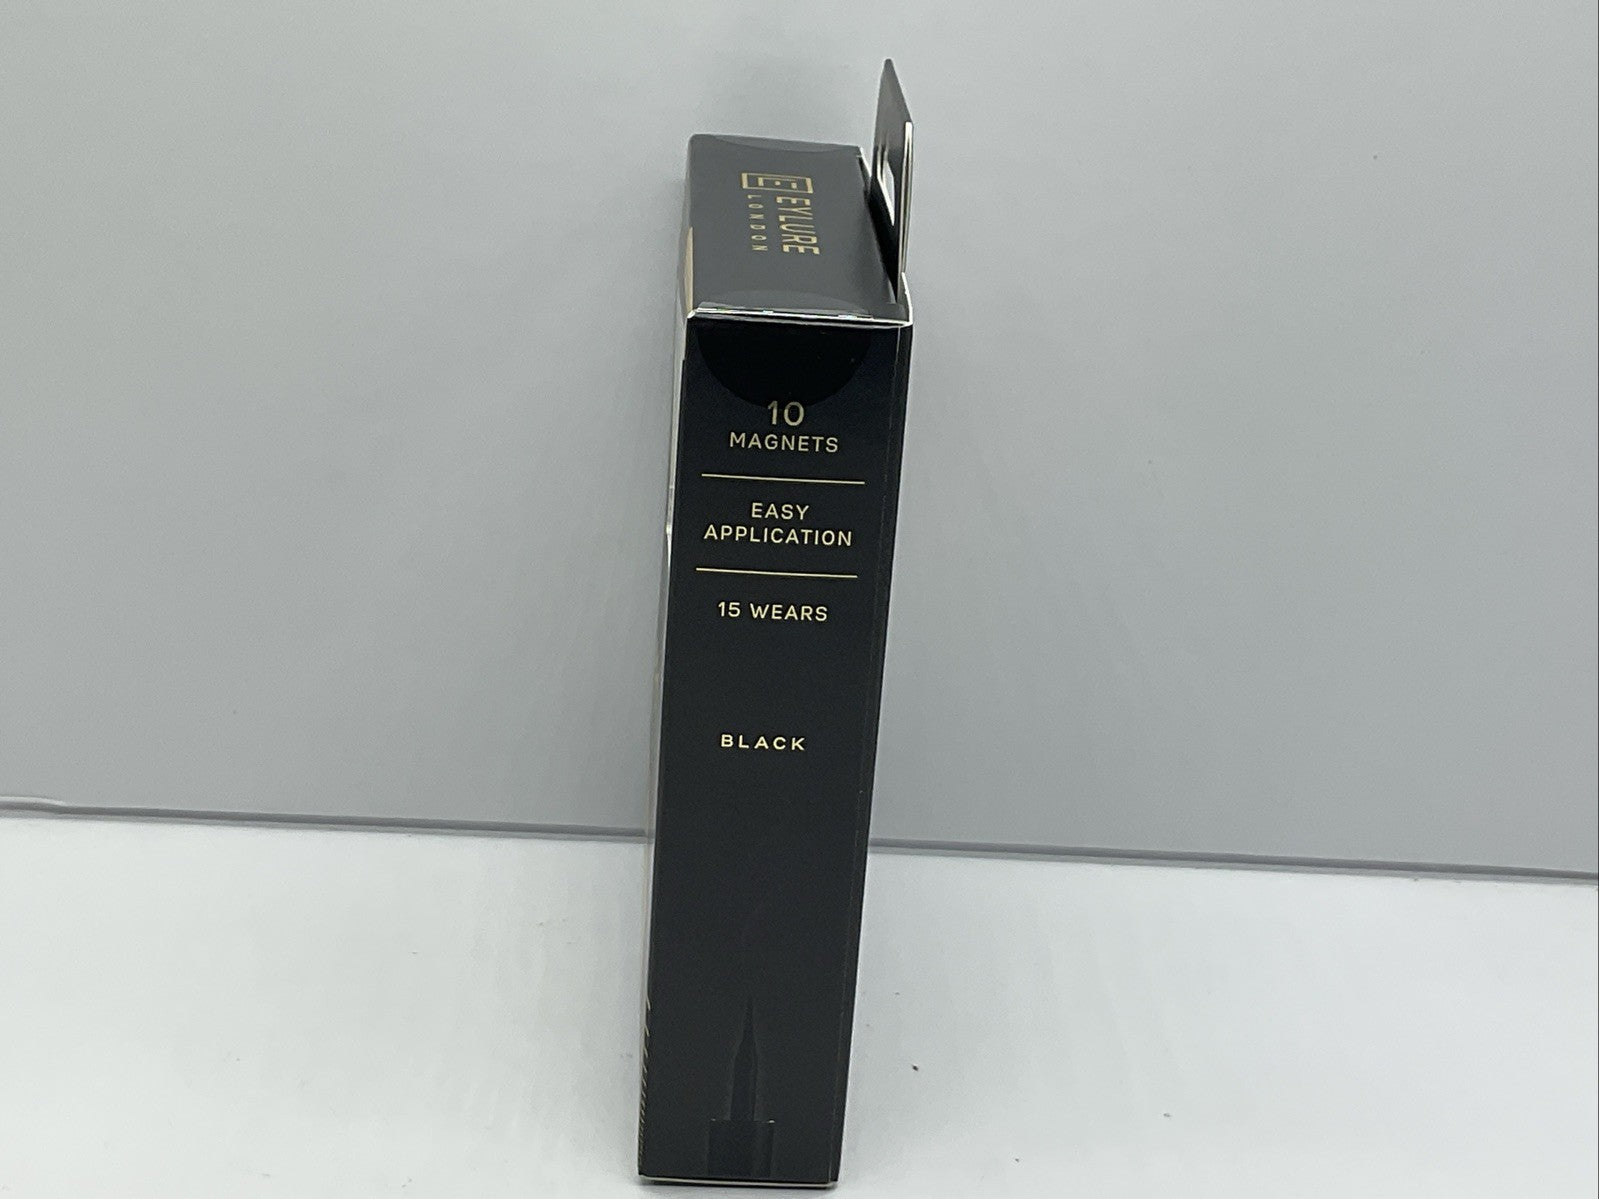 EYLURE
LONDON
10
MAGNETS
EASY
APPLICATION
15 WEARS
BLACK